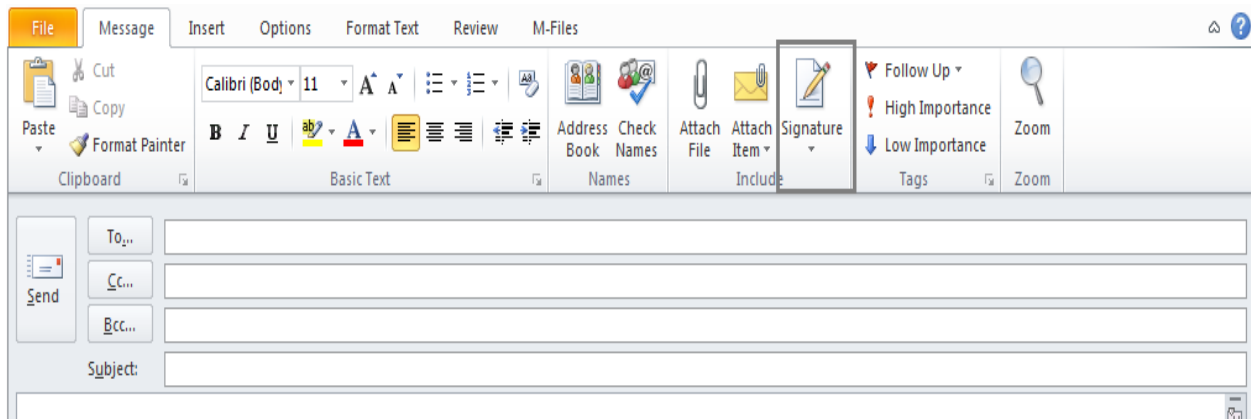 File Message Insert Options Format Text Review M-Files
Paste
Cut
Copy
Format Painter
Clipboard
Calibri (Body 11
B I U
Basic Text
Address Book
Check Names
Names
Attach File
Attach Item
Signature
Include
Follow Up
High Importance
Low Importance
Tags
Zoom
Zoom
Send
To...
Cc...
Bcc...
Subject: